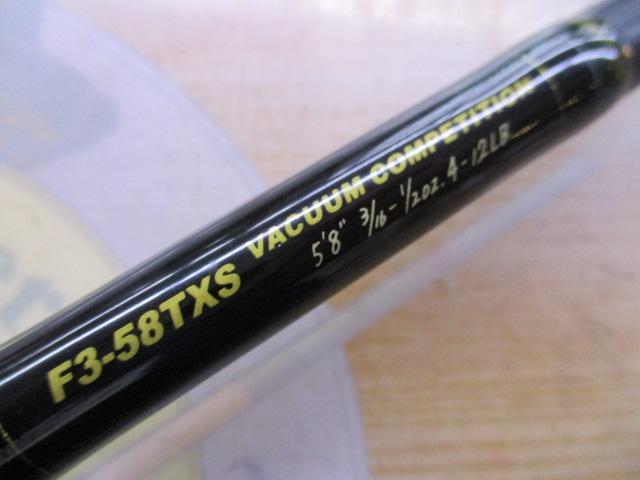 F3-58TXS VACUUM COMPETITION
5'8" 3/16-1/2oz. 4-12LB